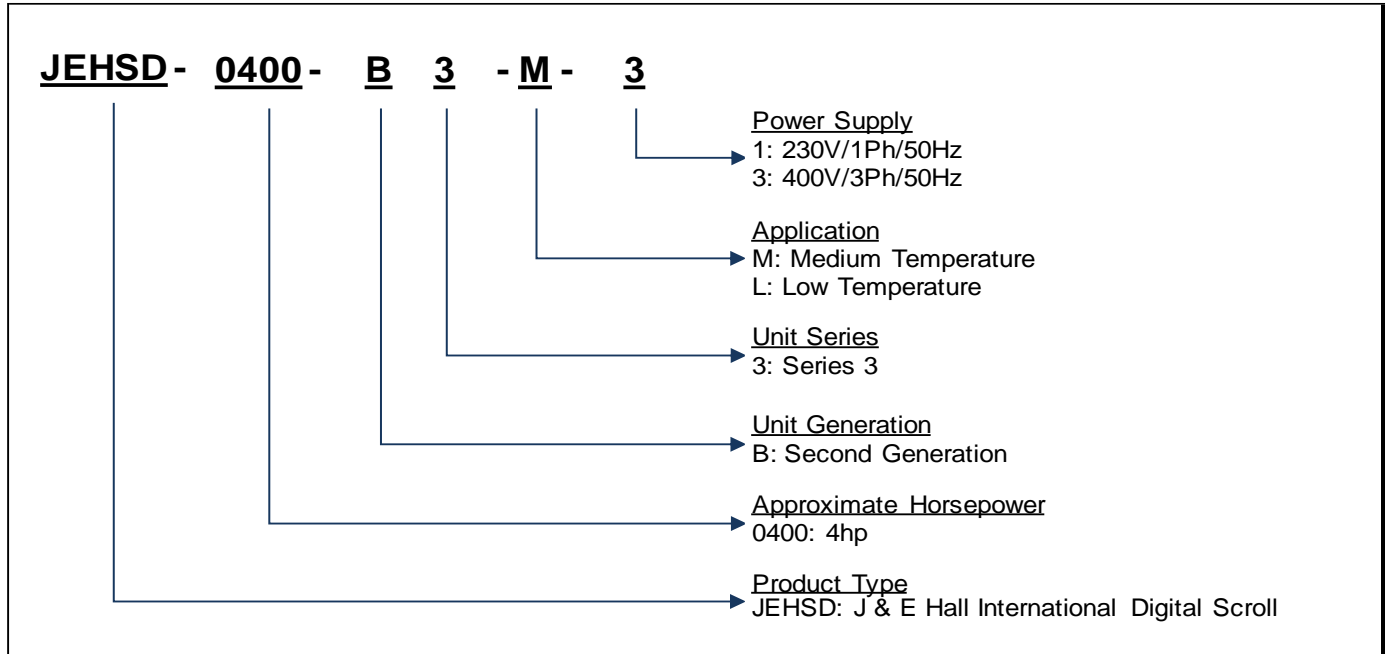 JEHSD - 0400 - B 3 - M - 3
Power Supply
1: 230V/1Ph/50Hz
3: 400V/3Ph/50Hz
Application
M: Medium Temperature
L: Low Temperature
Unit Series
3: Series 3
Unit Generation
B: Second Generation
Approximate Horsepower
0400: 4hp
Product Type
JEHSD: J & E Hall International Digital Scroll